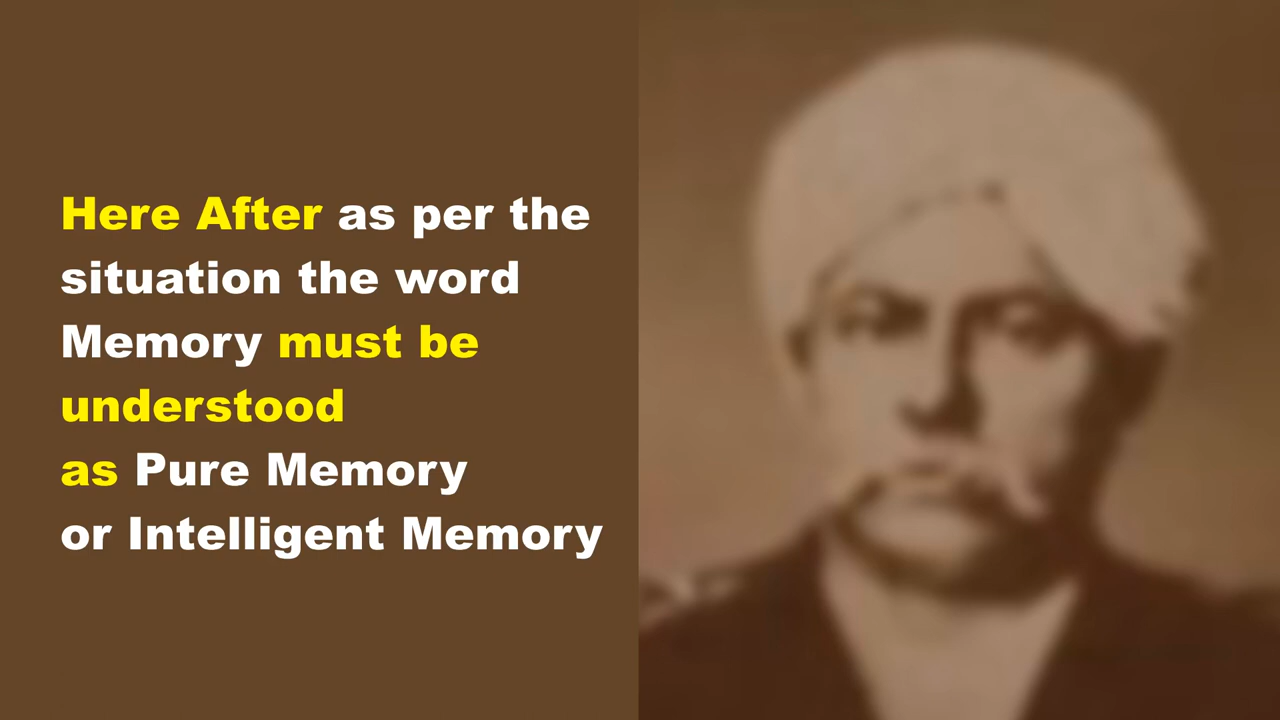 Here After as per the
situation the word
Memory must be
understood
as Pure Memory
or Intelligent Memory